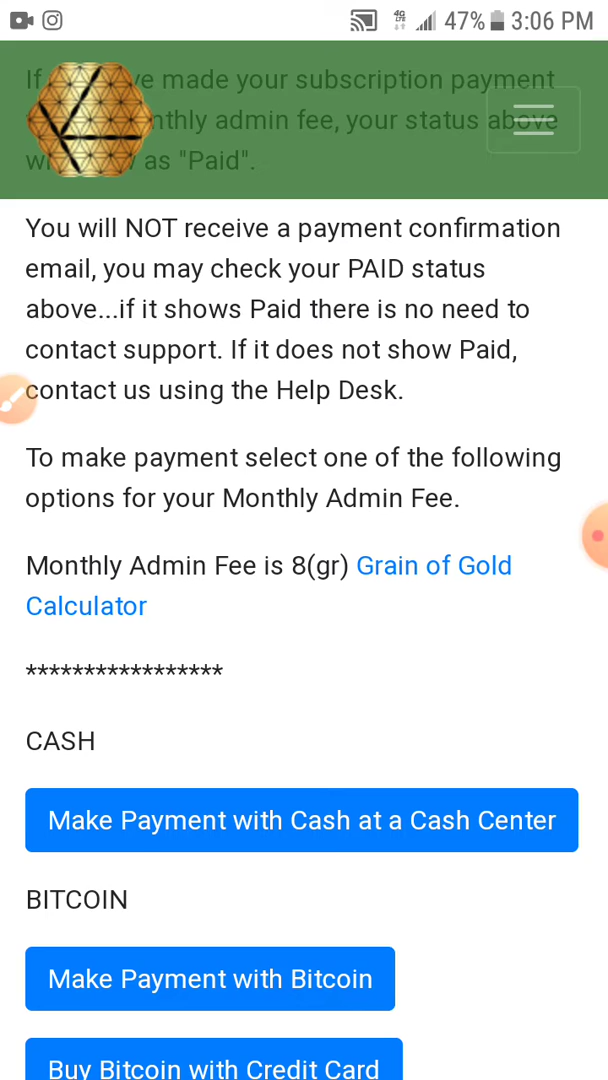 47% 3:06 PM
If ve made your subscription payment
nthly admin fee, your status above
as "Paid".
You will NOT receive a payment confirmation
email, you may check your PAID status
above...if it shows Paid there is no need to
contact support. If it does not show Paid,
contact us using the Help Desk.
To make payment select one of the following
options for your Monthly Admin Fee.
Monthly Admin Fee is 8(gr) Grain of Gold
Calculator
*****************
CASH
Make Payment with Cash at a Cash Center
BITCOIN
Make Payment with Bitcoin
Buy Bitcoin with Credit Card